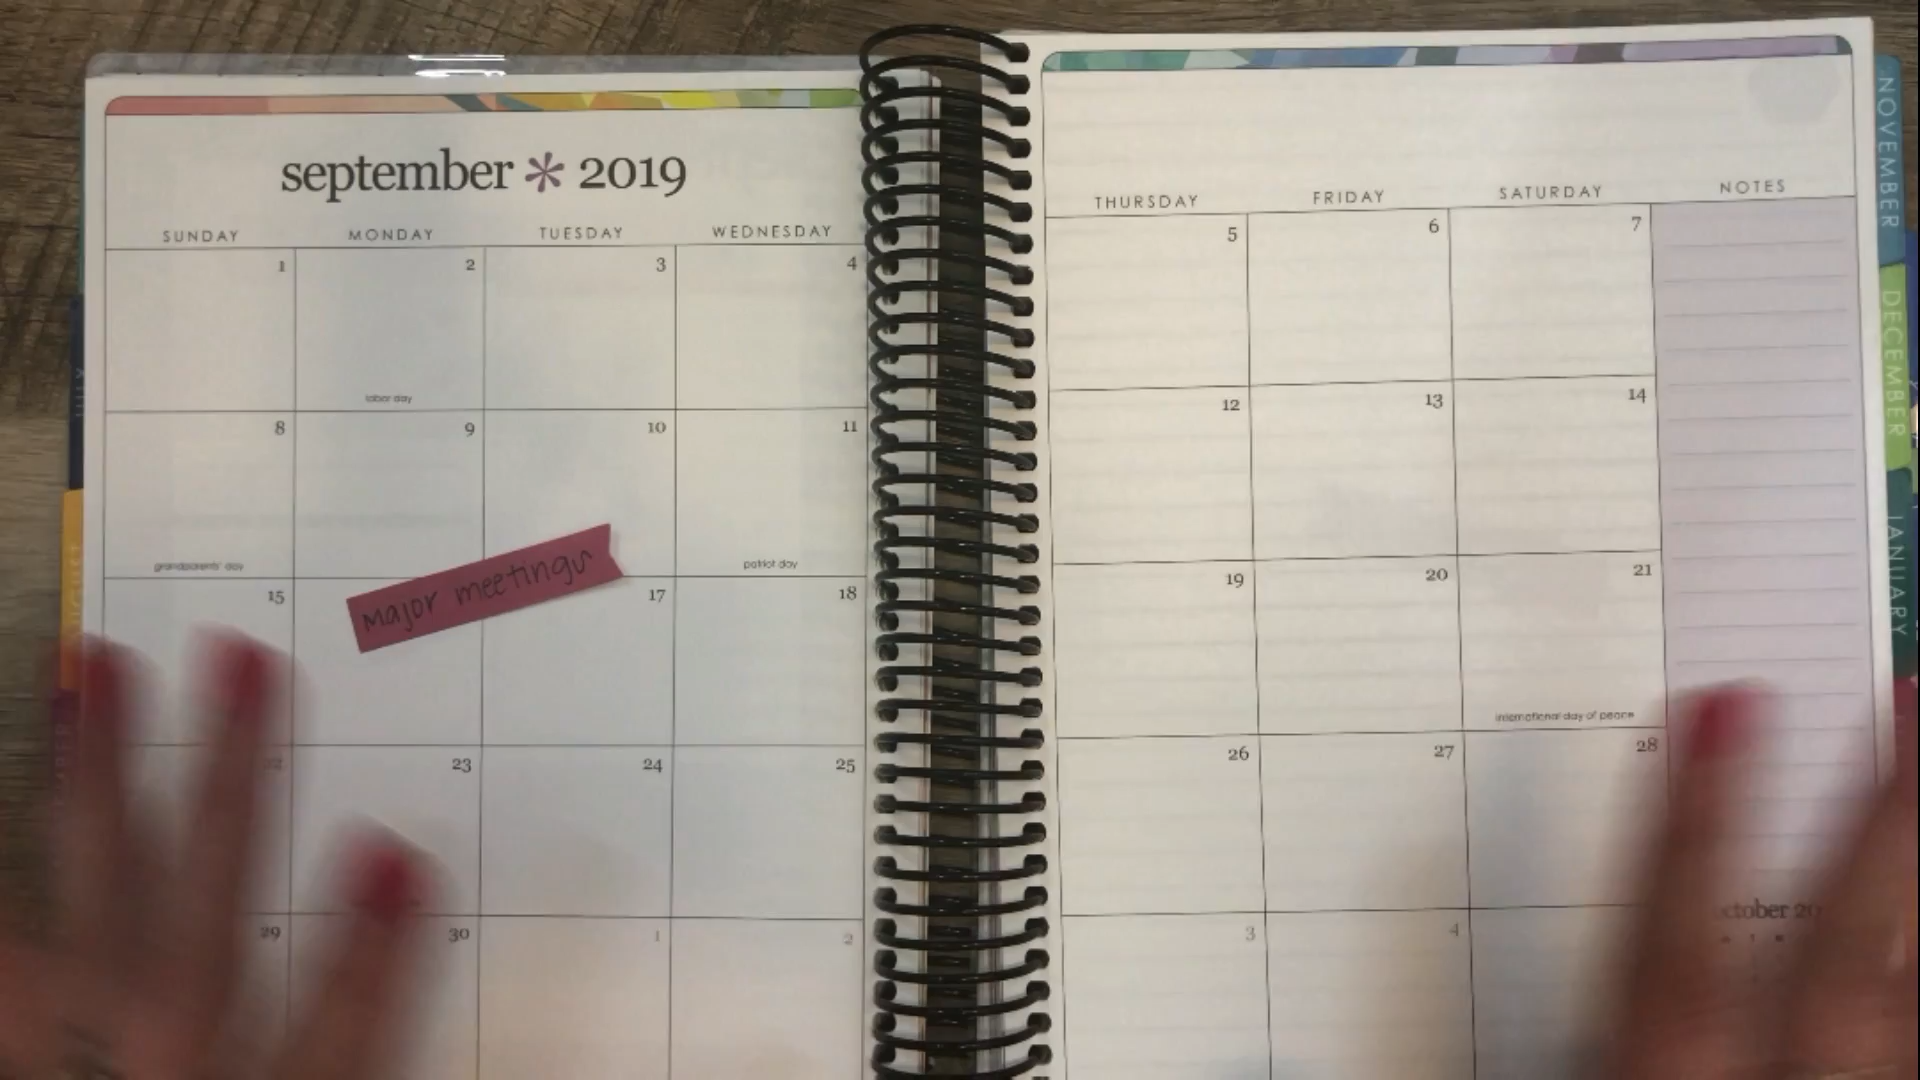 september * 2019
SUNDAY MONDAY TUESDAY WEDNESDAY
1 2 3 4
labor day
8 9 10 11
grandparents' day patriot day
major meetings
15 17 18
22 23 24 25
29 30 1 2
THURSDAY FRIDAY SATURDAY NOTES
5 6 7
12 13 14
19 20 21
international day of peace
26 27 28
3 4
NOVEMBER
DECEMBER
JANUARY